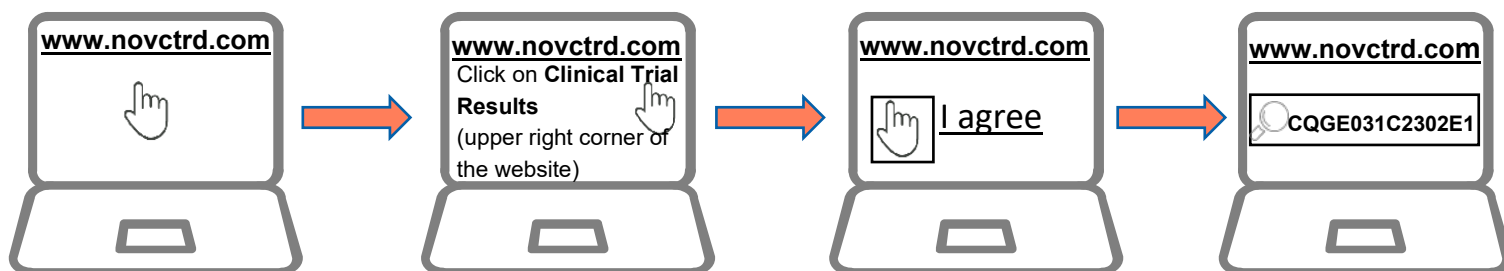 www.novctrd.com
www.novctrd.com
Click on Clinical Trial
Results
(upper right corner of
the website)
www.novctrd.com
I agree
www.novctrd.com
CQGE031C2302E1